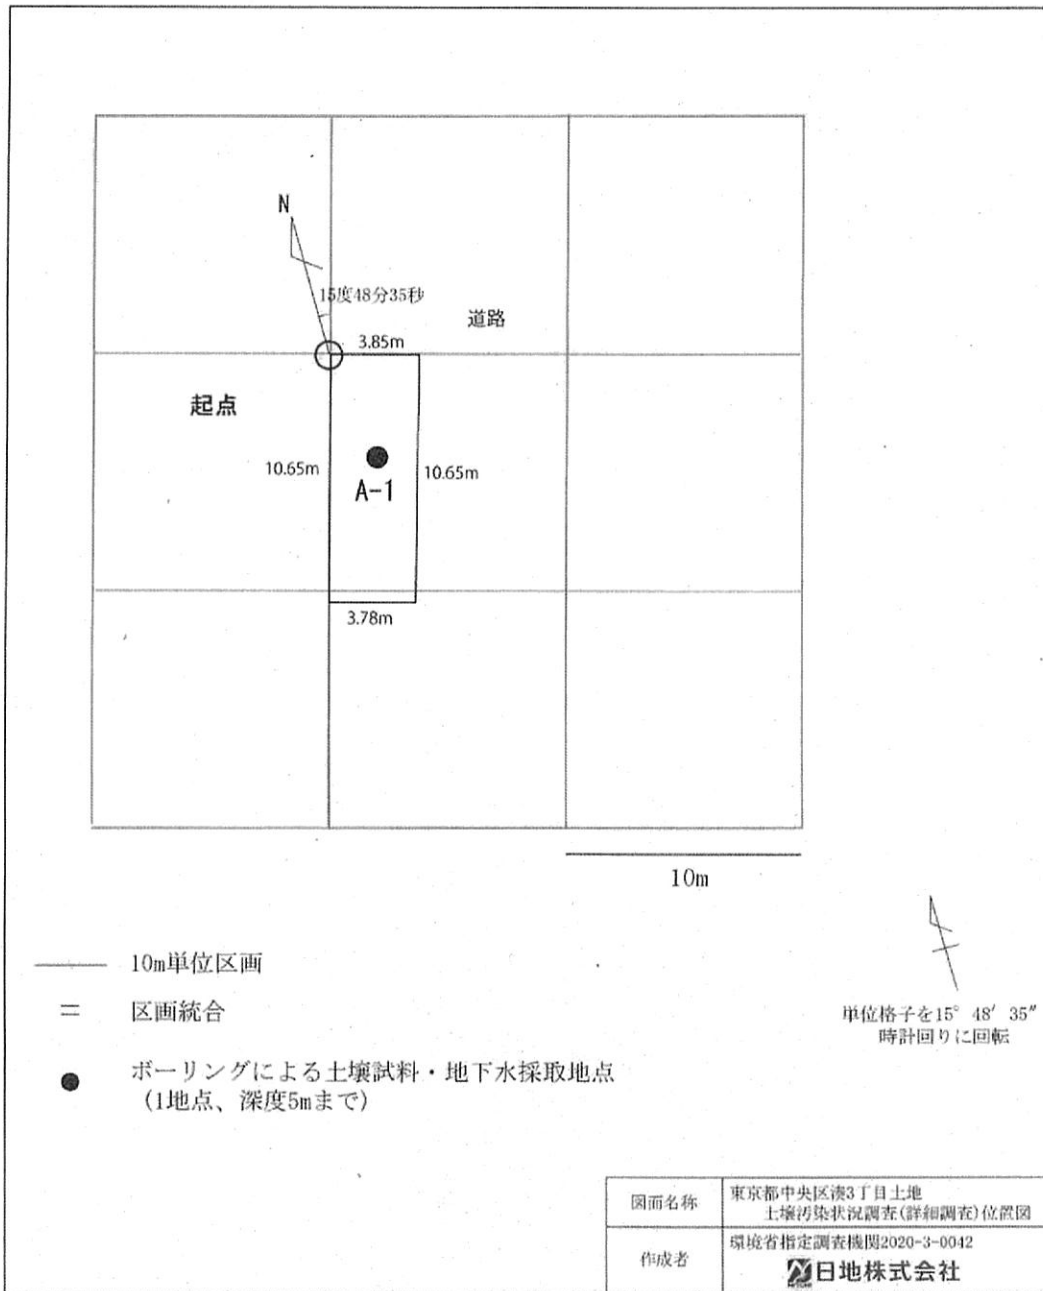 N
15度48分35秒
道路
3.85m
起点
10.65m
A-1
10.65m
3.78m
10m
10m単位区画
＝ 区画統合
単位格子を15° 48′ 35″
時計回りに回転
● ボーリングによる土壌試料・地下水採取地点
(1地点、深度5mまで)
図面名称
東京都中央区湊3丁目土地
土壌汚染状況調査(詳細調査)位置図
作成者
環境省指定調査機関2020-3-0042
日地株式会社